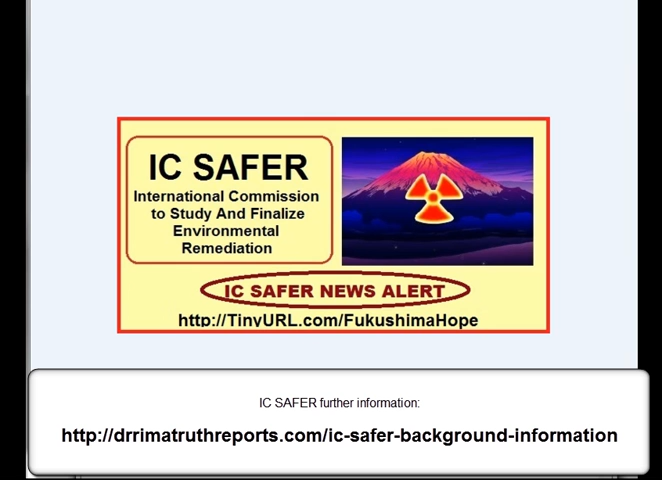 IC SAFER
International Commission
to Study And Finalize
Environmental
Remediation
IC SAFER NEWS ALERT
http://TinyURL.com/FukushimaHope
IC SAFER further information:
http://drrimatruthreports.com/ic-safer-background-information